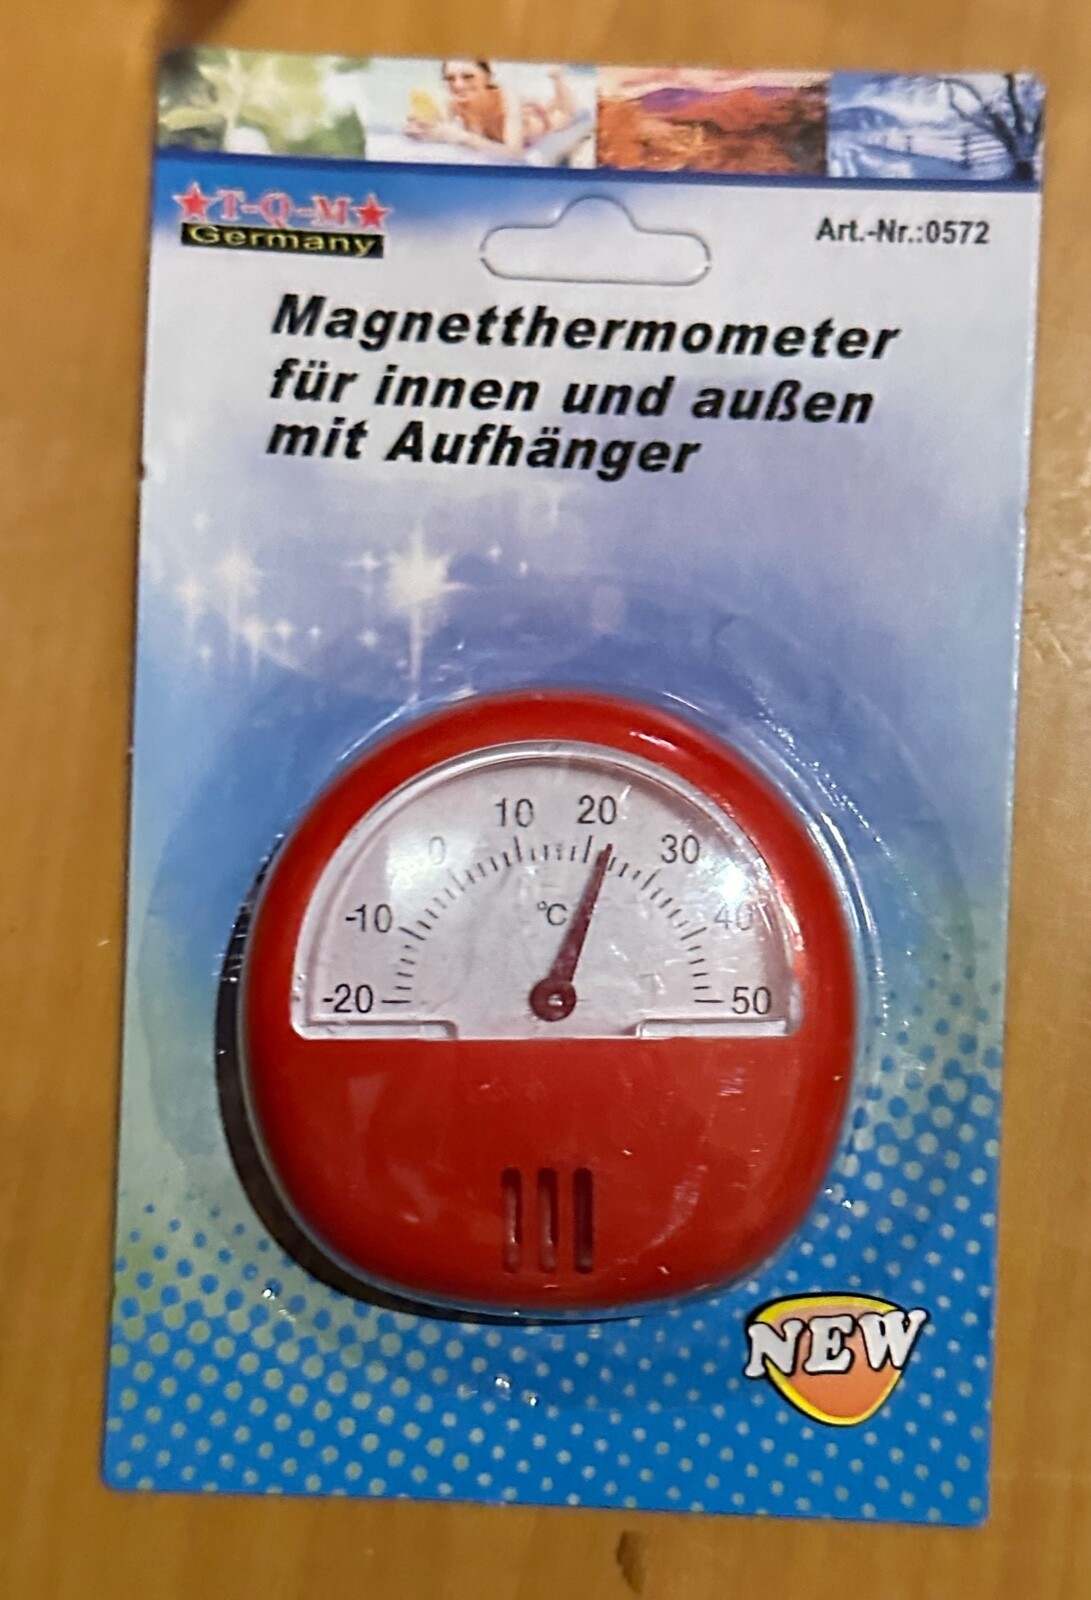 T-Q-M
Germany
Art.-Nr.:0572
Magnetthermometer
für innen und außen
mit Aufhänger
10 20
0 30
°C
-10 40
-20 50
NEW